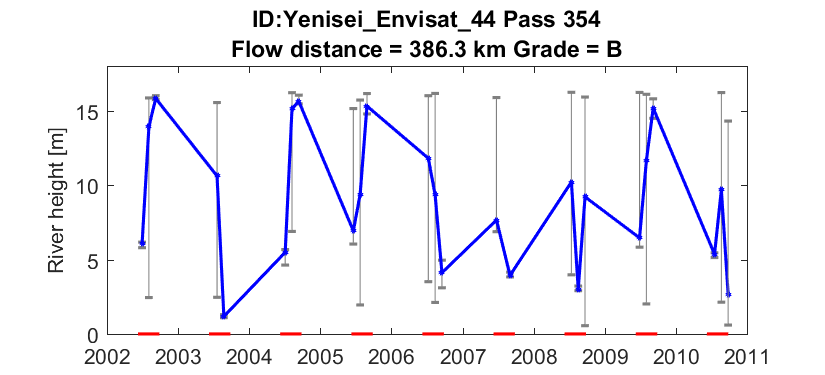 ID:Yenisei_Envisat_44 Pass 354
Flow distance = 386.3 km Grade = B
River height [m]
15
10
5
0
2002 2003 2004 2005 2006 2007 2008 2009 2010 2011